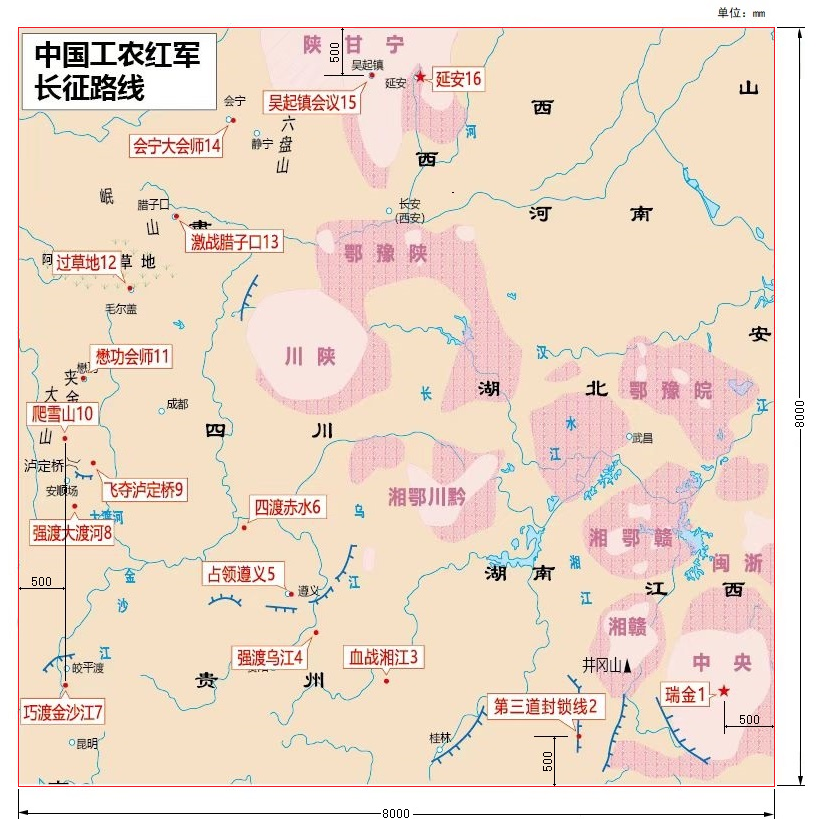 单位：mm
中国工农红军
长征路线
陕 甘 宁
500
吴起镇
延安
延安16
吴起镇会议15
山
会宁
西
河
会宁大会师14
静宁
六盘山
西
岷
腊子口
长安
(西安)
河 南
山
激战腊子口13
鄂 豫 陕
过草地12
草 地
毛尔盖
安
汉
懋功会师11
川 陕
夹金
大
湖 北
鄂 豫 皖
长
江
成都
爬雪山10
山
四 川
水
武昌
8000
泸定桥
江
飞夺泸定桥9
安顺场
湘鄂川黔
四渡赤水6
乌
大渡河
强渡大渡河8
湘 鄂 赣
闽 浙
湘
占领遵义5
遵义
湖 南
金
500
江
江 西
沙
江
湘赣
强渡乌江4
血战湘江3
江
井冈山
中 央
皎平渡
贵 州
瑞金1
巧渡金沙江7
第三道封锁线2
500
昆明
桂林
500
8000